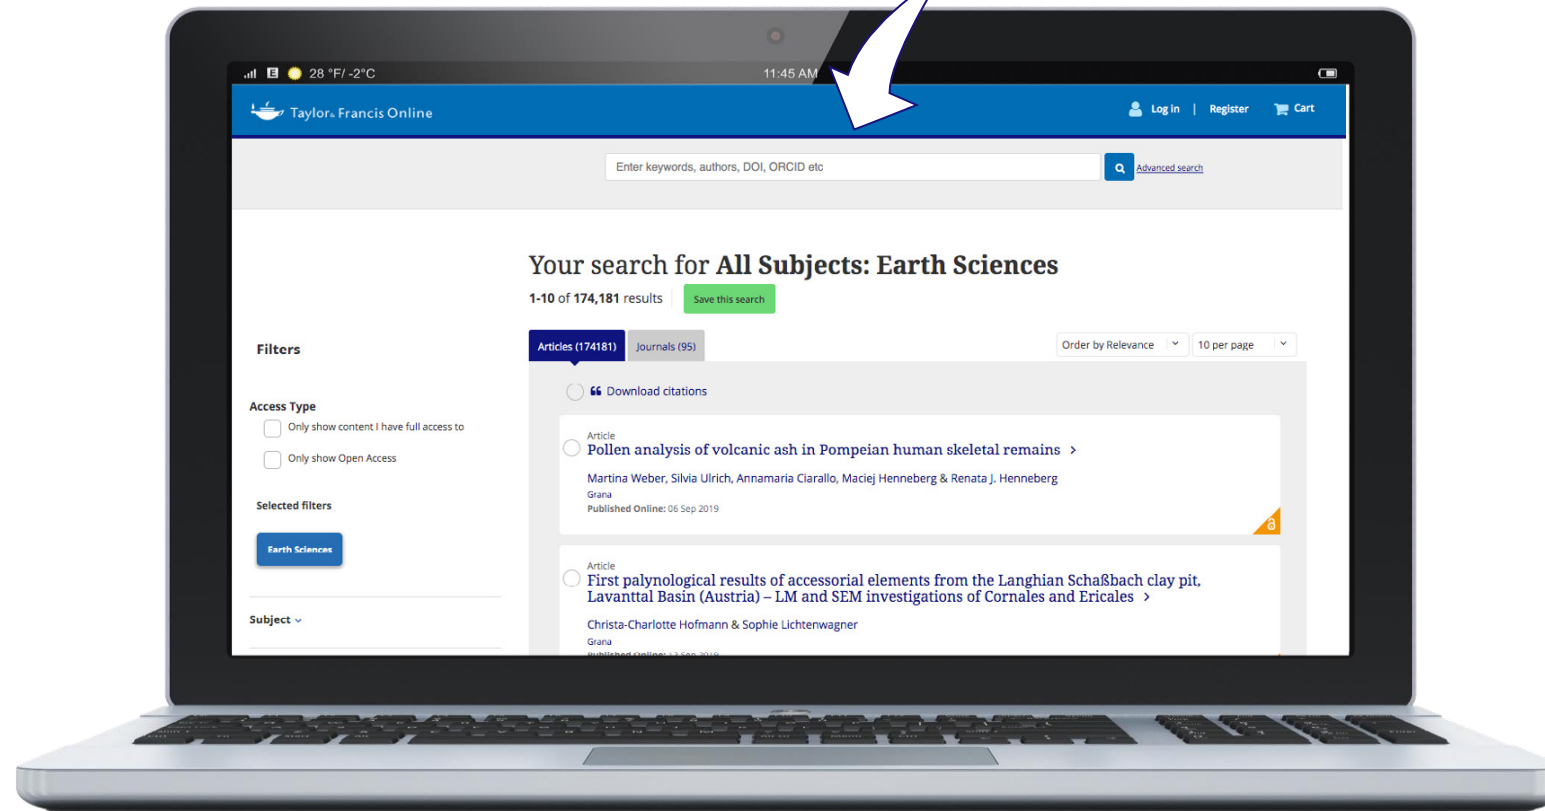 28 °F/ -2°C
11:45 AM
Taylor & Francis Online
Log in | Register
Cart
Enter keywords, authors, DOI, ORCID etc
Advanced search
Your search for All Subjects: Earth Sciences
1-10 of 174,181 results
Save this search
Filters
Articles (174181)
Journals (95)
Order by Relevance
10 per page
Download citations
Access Type
Only show content I have full access to
Only show Open Access
Article
Pollen analysis of volcanic ash in Pompeian human skeletal remains >
Martina Weber, Silvia Ulrich, Annamaria Ciarallo, Maciej Henneberg & Renata J. Henneberg
Grana
Published Online: 06 Sep 2019
Selected filters
Earth Sciences
Article
First palynological results of accessorial elements from the Langhian Schaßbach clay pit,
Lavanttal Basin (Austria) – LM and SEM investigations of Cornales and Ericales >
Christa-Charlotte Hofmann & Sophie Lichtenwagner
Grana
Published Online: 13 Sep 2019
Subject